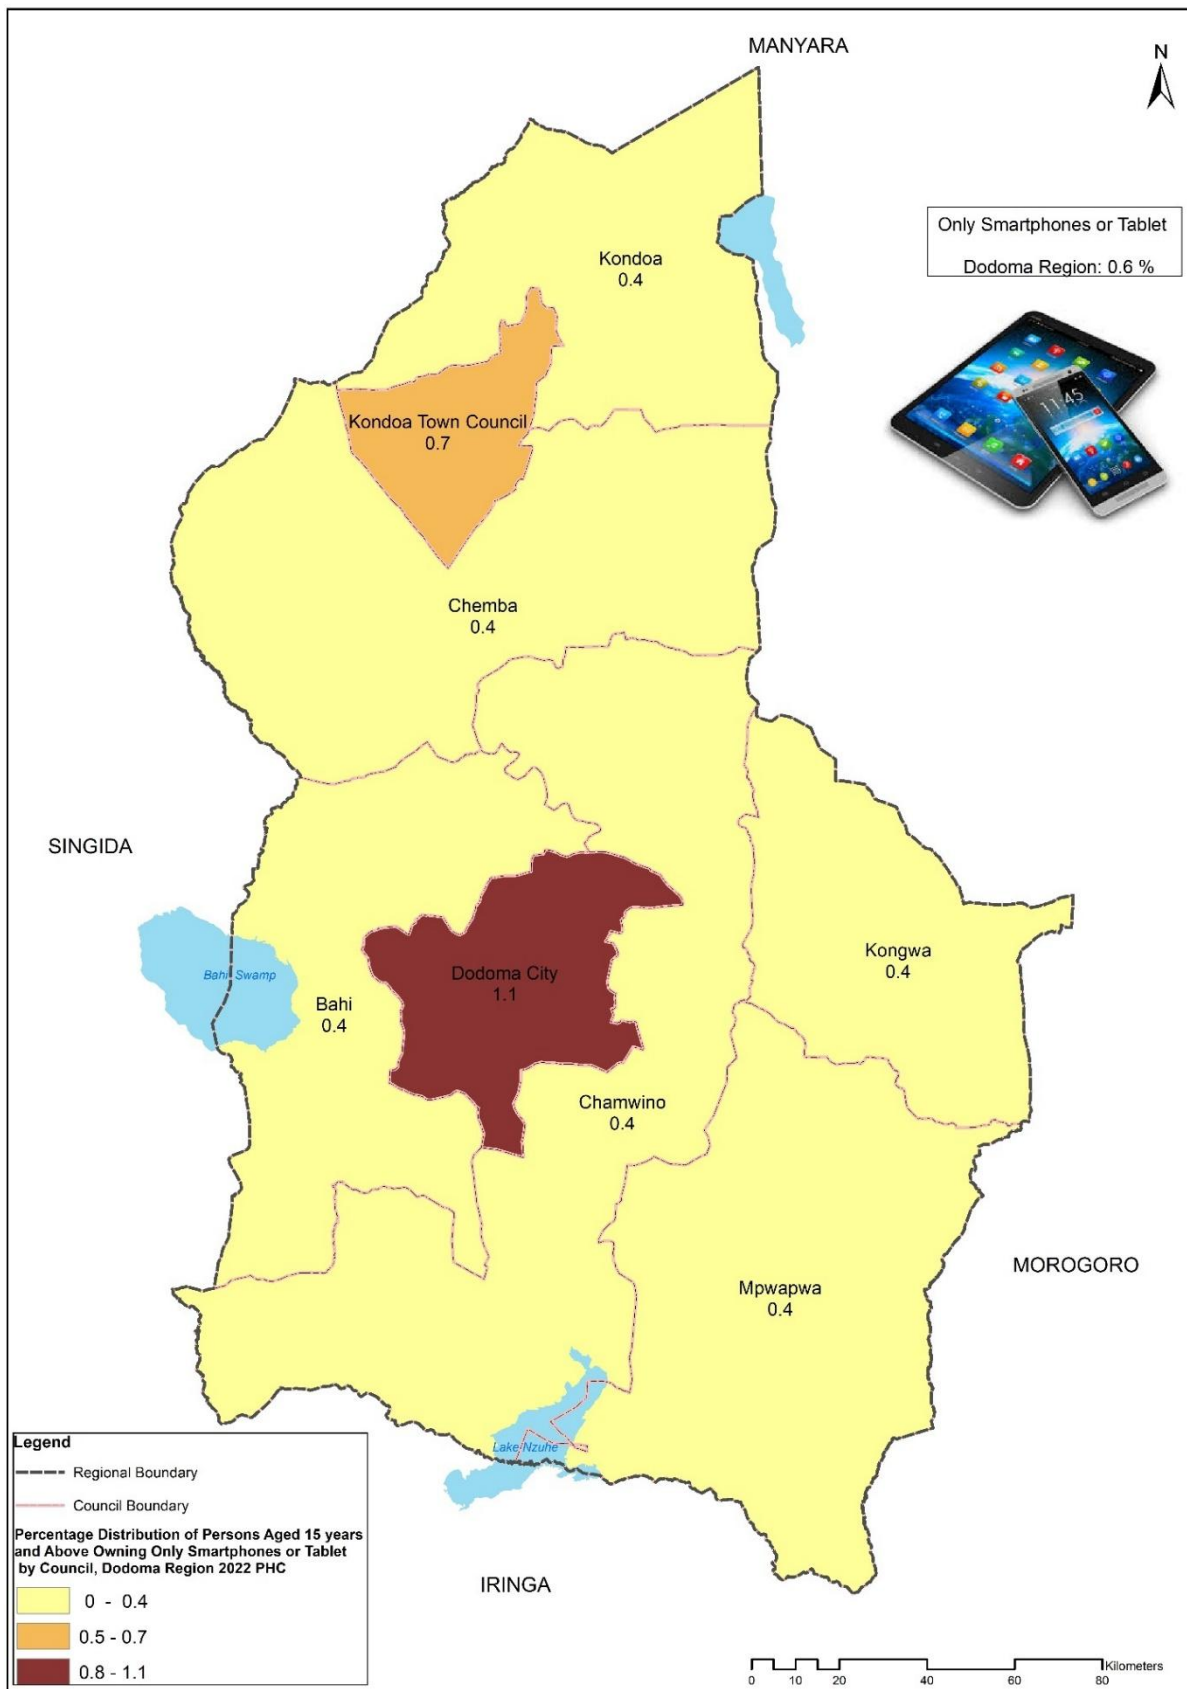 MANYARA
N
Only Smartphones or Tablet
Dodoma Region: 0.6 %
Kondoa
0.4
11:45
Kondoa Town Council
0.7
Chemba
0.4
SINGIDA
Bahi Swamp
Bahi
0.4
Dodoma City
1.1
Kongwa
0.4
Chamwino
0.4
MOROGORO
Mpwapwa
0.4
Lake Nzuhe
IRINGA
Legend
Regional Boundary
Council Boundary
Percentage Distribution of Persons Aged 15 years
and Above Owning Only Smartphones or Tablet
by Council, Dodoma Region 2022 PHC
0 - 0.4
0.5 - 0.7
0.8 - 1.1
Kilometers
0 10 20 40 60 80